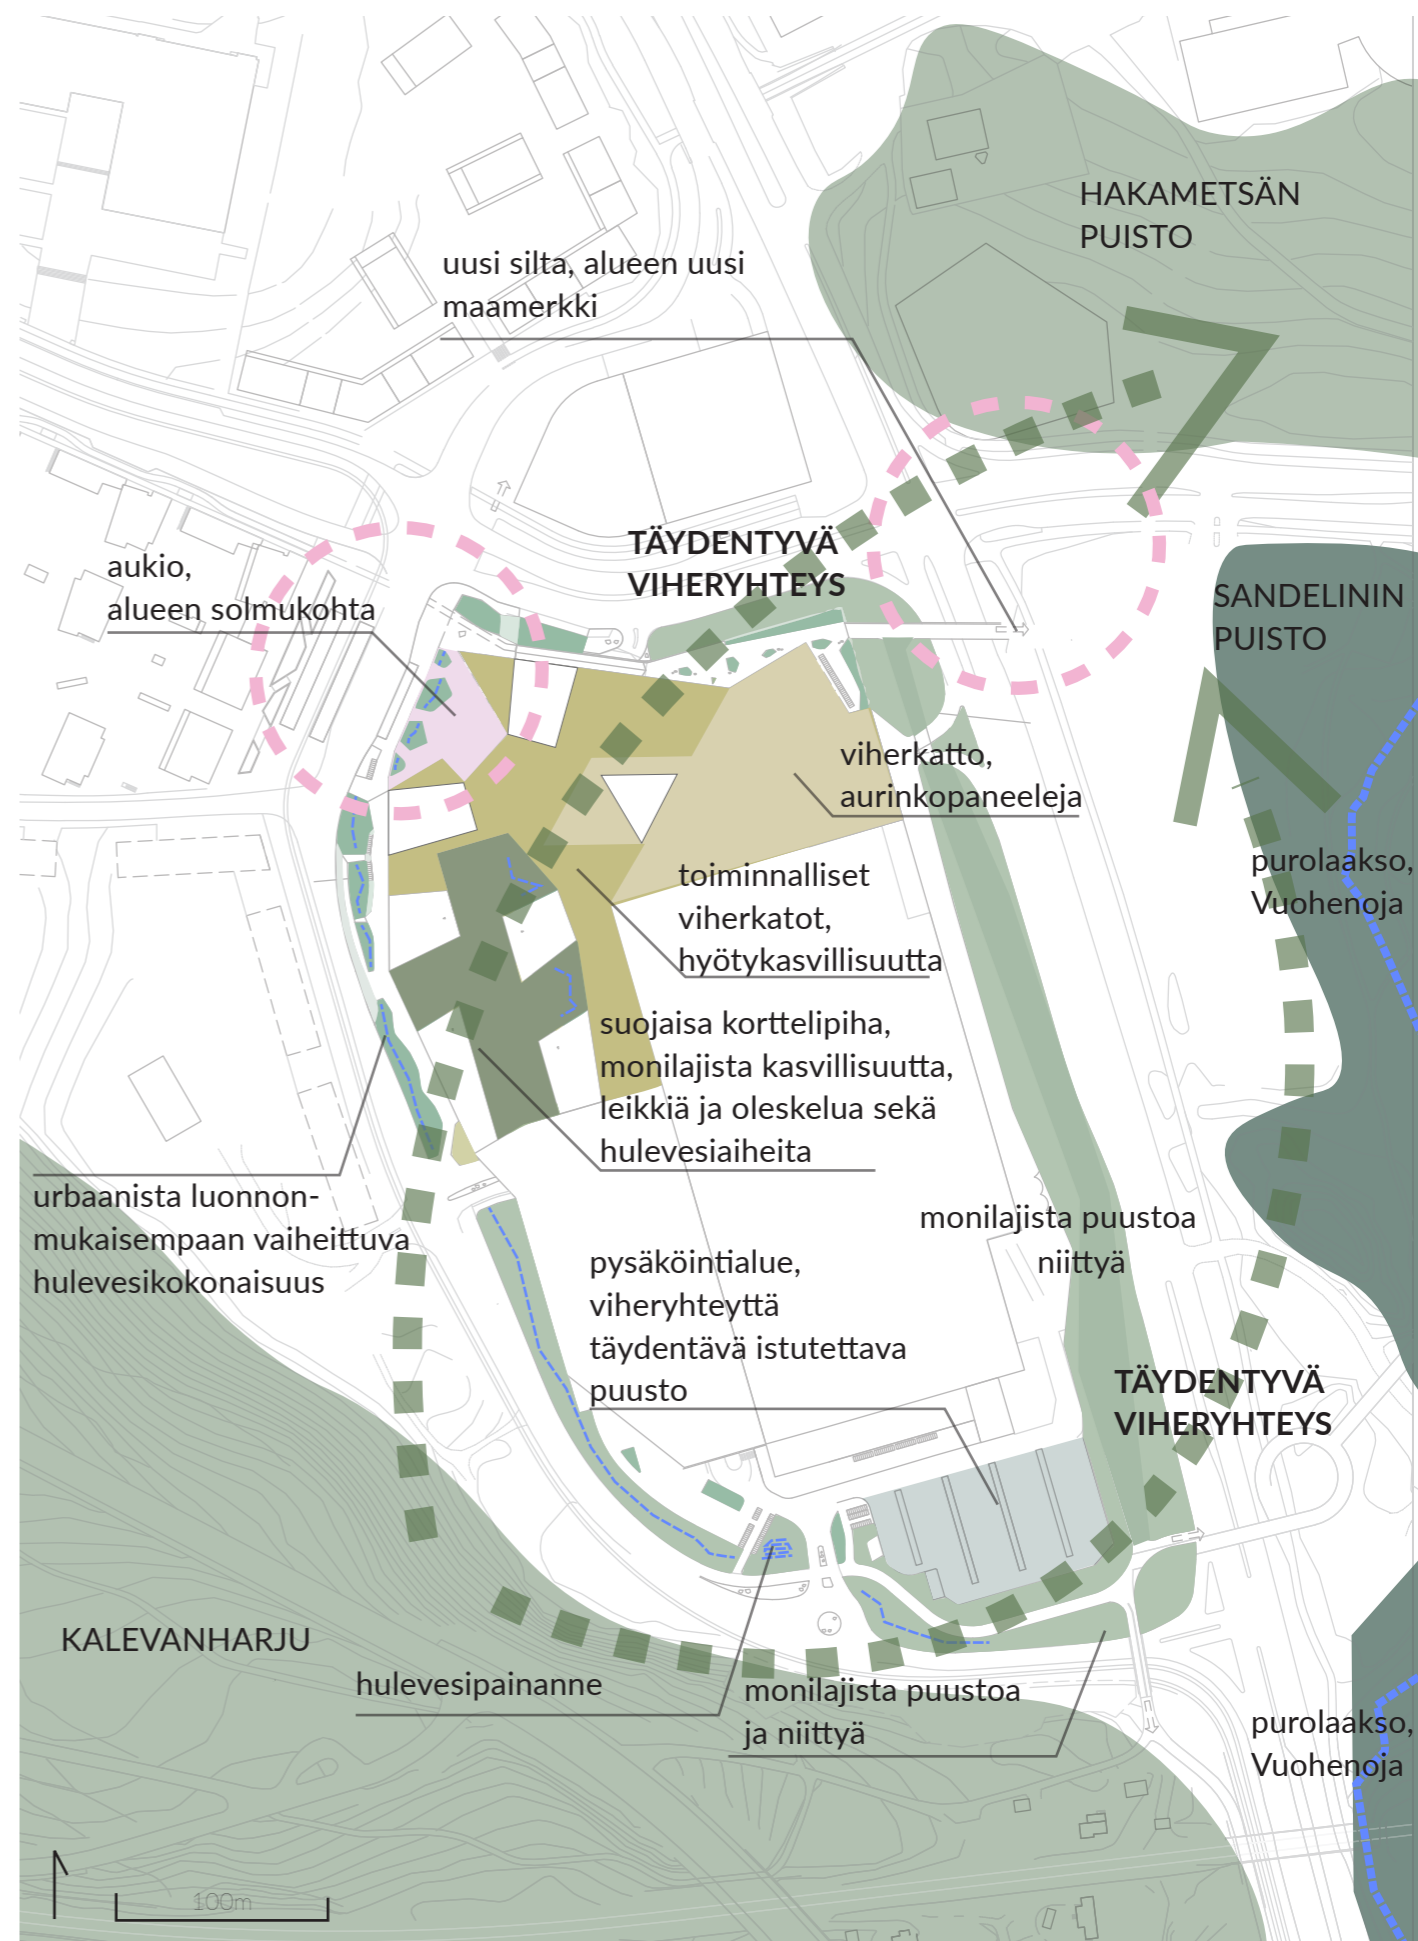 HAKAMETSÄN
PUISTO
uusi silta, alueen uusi
maamerkki
TÄYDENTYVÄ
VIHERYHTEYS
aukio,
alueen solmukohta
SANDELININ
PUISTO
viherkatto,
aurinkopaneeleja
purolaakso,
Vuohenoja
toiminnalliset
viherkatot,
hyötykasvillisuutta
suojaisa korttelipiha,
monilajista kasvillisuutta,
leikkiä ja oleskelua sekä
hulevesiaiheita
urbaanista luonnon-
mukaisempaan vaiheittuva
hulevesikokonaisuus
monilajista puustoa
niittyä
pysäköintialue,
viheryhteyttä
täydentävä istutettava
puusto
TÄYDENTYVÄ
VIHERYHTEYS
KALEVANHARJU
hulevesipainanne
monilajista puustoa
ja niittyä
purolaakso,
Vuohenoja
100m